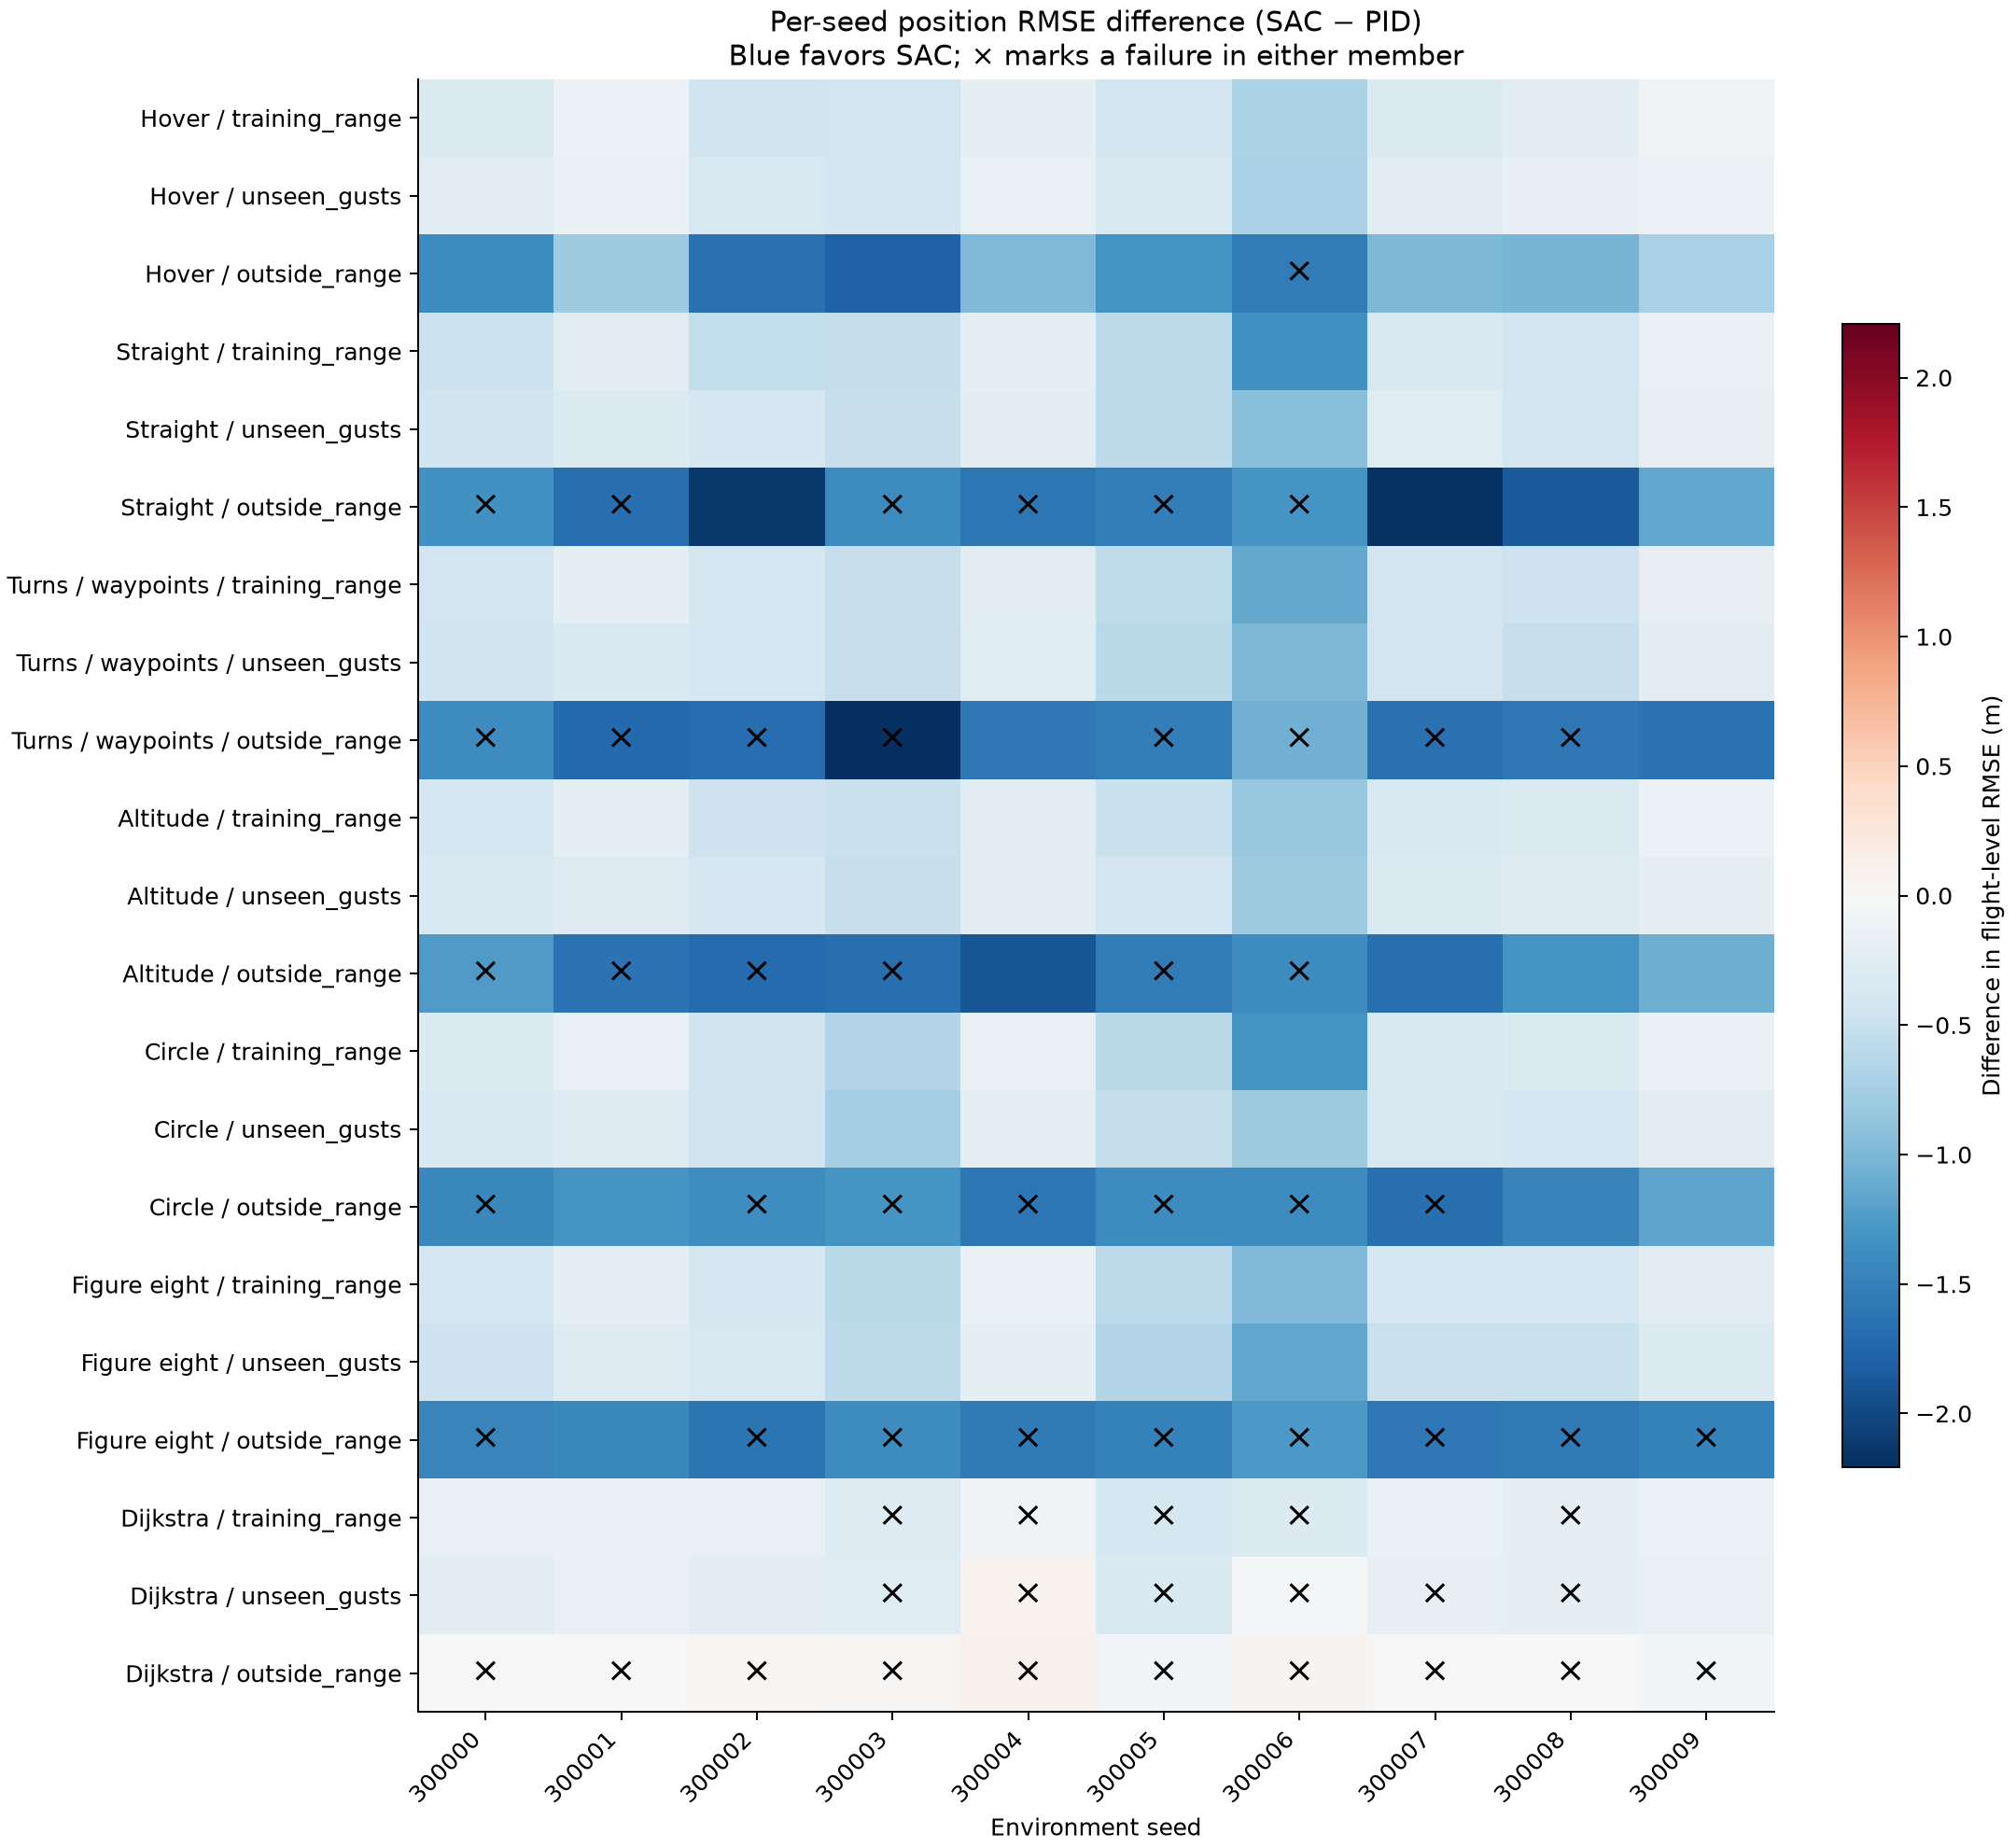 Per-seed position RMSE difference (SAC − PID)
Blue favors SAC; × marks a failure in either member
Hover / training_range
Hover / unseen_gusts
Hover / outside_range
Straight / training_range
Straight / unseen_gusts
Straight / outside_range
Turns / waypoints / training_range
Turns / waypoints / unseen_gusts
Turns / waypoints / outside_range
Altitude / training_range
Altitude / unseen_gusts
Altitude / outside_range
Circle / training_range
Circle / unseen_gusts
Circle / outside_range
Figure eight / training_range
Figure eight / unseen_gusts
Figure eight / outside_range
Dijkstra / training_range
Dijkstra / unseen_gusts
Dijkstra / outside_range
300000
300001
300002
300003
300004
300005
300006
300007
300008
300009
Environment seed
2.0
1.5
1.0
0.5
0.0
−0.5
−1.0
−1.5
−2.0
Difference in flight-level RMSE (m)